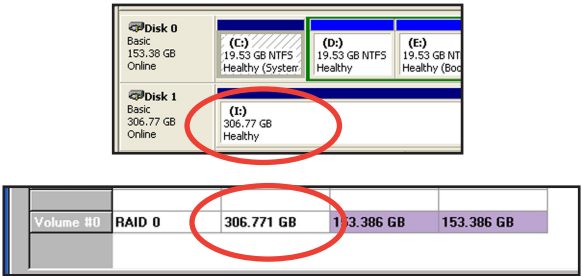 Disk 0
Basic
153.38 GB
Online
(C:)
19.53 GB NTFS
Healthy (System
(D:)
19.53 GB NTFS
Healthy
(E:)
19.53 GB NT
Healthy (Boo
Disk 1
Basic
306.77 GB
Online
(I:)
306.77 GB
Healthy
Volume #0 RAID 0 306.771 GB 153.386 GB 153.386 GB